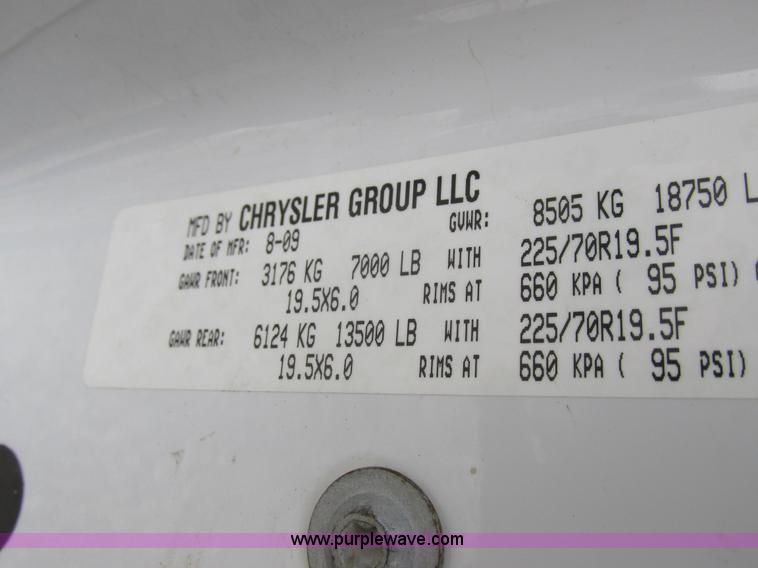 MFD BY CHRYSLER GROUP LLC GVWR: 8505 KG 18750 L
DATE OF MFR: 8-09
GAWR FRONT: 3176 KG 7000 LB WITH 225/70R19.5F
19.5X6.0 RIMS AT 660 KPA ( 95 PSI)
GAWR REAR: 6124 KG 13500 LB WITH 225/70R19.5F
19.5X6.0 RIMS AT 660 KPA ( 95 PSI)
www.purplewave.com